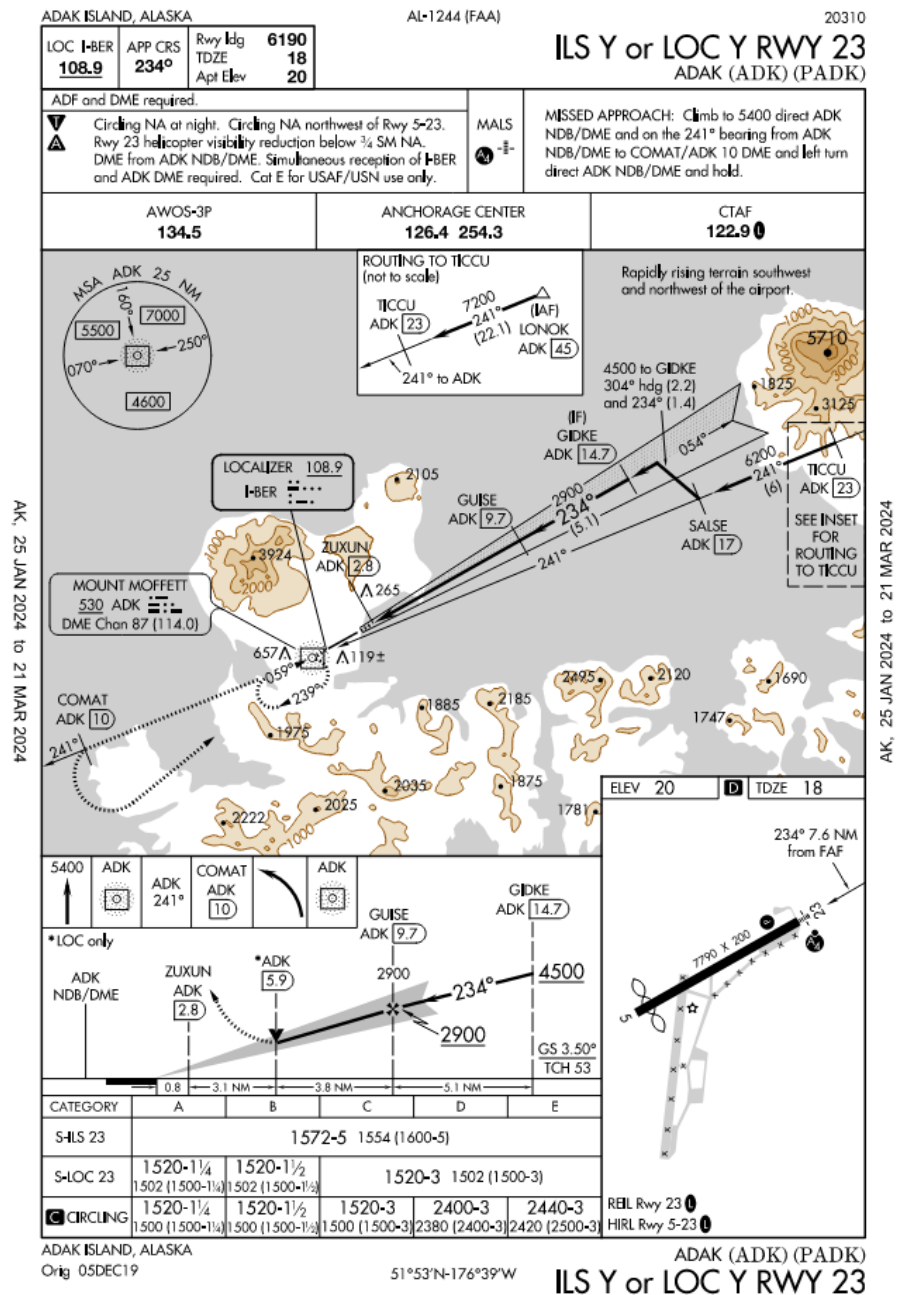 ADAK ISLAND, ALASKA
AL-1244 (FAA)
20310
LOC I-BER
108.9
APP CRS
234°
Rwy ldg 6190
TDZE 18
Apt Elev 20
ILS Y or LOC Y RWY 23
ADAK (ADK) (PADK)
ADF and DME required.
T
A
Circling NA at night. Circling NA northwest of Rwy 5-23.
Rwy 23 helicopter visibility reduction below ¾ SM NA.
DME from ADK NDB/DME. Simultaneous reception of I-BER
and ADK DME required. Cat E for USAF/USN use only.
MALS
A4
MISSED APPROACH: Climb to 5400 direct ADK
NDB/DME and on the 241° bearing from ADK
NDB/DME to COMAT/ADK 10 DME and left turn
direct ADK NDB/DME and hold.
AWOS-3P
134.5
ANCHORAGE CENTER
126.4 254.3
CTAF
122.9 L
MSA ADK 25 NM
160°
7000
5500
250°
070°
4600
ROUTING TO TICCU
(not to scale)
TICCU
ADK 23
7200
241°
(22.1)
(IAF)
LONOK
ADK 45
241° to ADK
Rapidly rising terrain southwest
and northwest of the airport.
1000
3000
5710
1825
3125
4500 to GIDKE
304° hdg (2.2)
and 234° (1.4)
(IF)
GIDKE
ADK 14.7
054°
6200
241°
(6)
TICCU
ADK 23
SEE INSET
FOR
ROUTING
TO TICCU
LOCALIZER 108.9
I-BER
2105
GUISE
ADK 9.7
2900
234°
(5.1)
241°
SALSE
ADK 17
1000
3924
2000
ZUXUN
ADK 2.8
265
MOUNT MOFFETT
530 ADK
DME Chan 87 (114.0)
657
119±
059°
239°
COMAT
ADK 10
241°
1975
1885
2185
2495
2120
1690
1747
2035
1875
1781
2222
2025
1000
AK, 25 JAN 2024 to 21 MAR 2024
AK, 25 JAN 2024 to 21 MAR 2024
ELEV 20
D
TDZE 18
234° 7.6 NM
from FAF
23
P
A4
7790 X 200
5
REIL Rwy 23 L
HIRL Rwy 5-23 L
5400
ADK
ADK
241°
COMAT
ADK
10
ADK
*LOC only
ADK
NDB/DME
ZUXUN
ADK
2.8
*ADK
5.9
GUISE
ADK 9.7
2900
GIDKE
ADK 14.7
234°
4500
2900
GS 3.50°
TCH 53
0.8
3.1 NM
3.8 NM
5.1 NM
CATEGORY A B C D E
S-ILS 23 1572-5 1554 (1600-5)
S-LOC 23
1520-1¼
1502 (1500-1¼)
1520-1½
1502 (1500-1½)
1520-3 1502 (1500-3)
C CIRCLING
1520-1¼
1500 (1500-1¼)
1520-1½
1500 (1500-1½)
1520-3
1500 (1500-3)
2400-3
2380 (2400-3)
2440-3
2420 (2500-3)
ADAK ISLAND, ALASKA
Orig 05DEC19
51°53'N-176°39'W
ADAK (ADK) (PADK)
ILS Y or LOC Y RWY 23